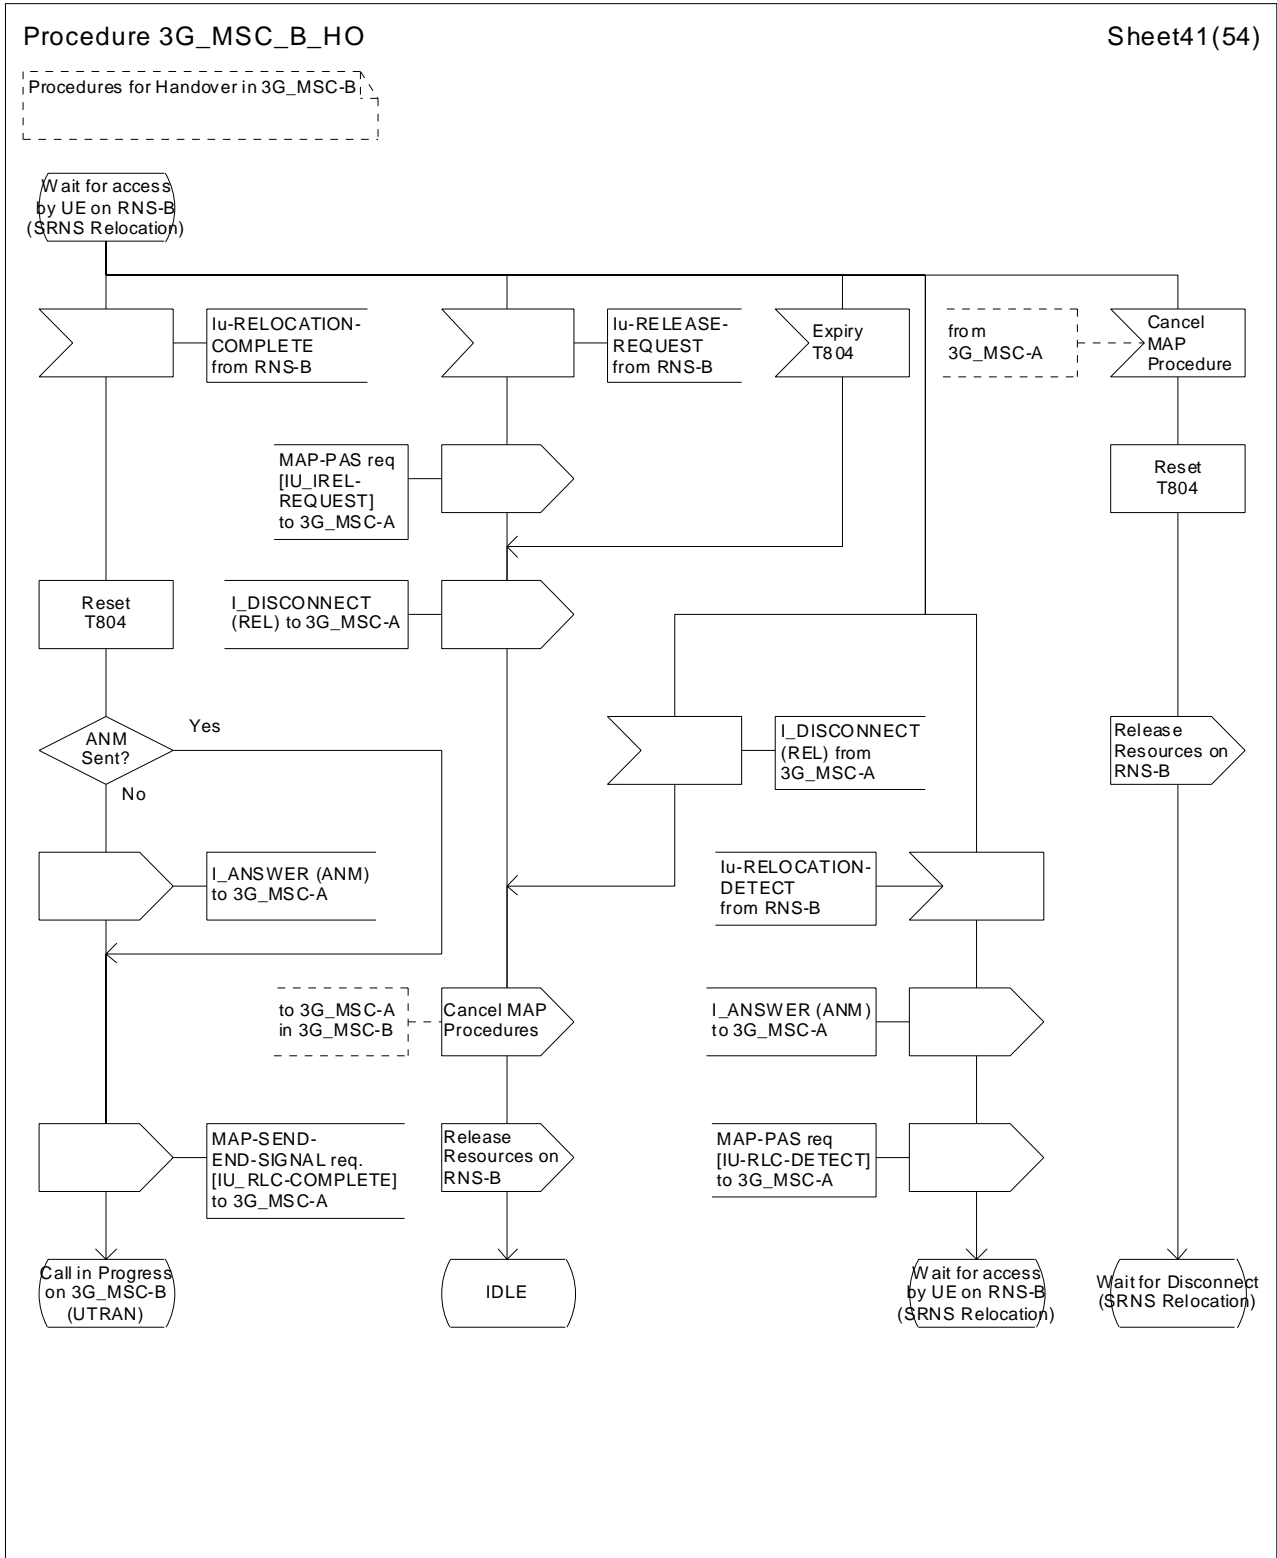 Procedure 3G_MSC_B_HO
Sheet41(54)
Procedures for Handover in 3G_MSC-B
Wait for access
by UE on RNS-B
(SRNS Relocation)
Iu-RELOCATION-
COMPLETE
from RNS-B
Iu-RELEASE-
REQUEST
from RNS-B
Expiry
T804
from
3G_MSC-A
Cancel
MAP
Procedure
MAP-PAS req
[IU_IREL-
REQUEST]
to 3G_MSC-A
Reset
T804
Reset
T804
I_DISCONNECT
(REL) to 3G_MSC-A
ANM
Sent?
Yes
No
I_DISCONNECT
(REL) from
3G_MSC-A
Release
Resources on
RNS-B
I_ANSWER (ANM)
to 3G_MSC-A
Iu-RELOCATION-
DETECT
from RNS-B
to 3G_MSC-A
in 3G_MSC-B
Cancel MAP
Procedures
I_ANSWER (ANM)
to 3G_MSC-A
MAP-SEND-
END-SIGNAL req.
[IU_RLC-COMPLETE]
to 3G_MSC-A
Release
Resources on
RNS-B
MAP-PAS req
[IU-RLC-DETECT]
to 3G_MSC-A
Call in Progress
on 3G_MSC-B
(UTRAN)
IDLE
Wait for access
by UE on RNS-B
(SRNS Relocation)
Wait for Disconnect
(SRNS Relocation)